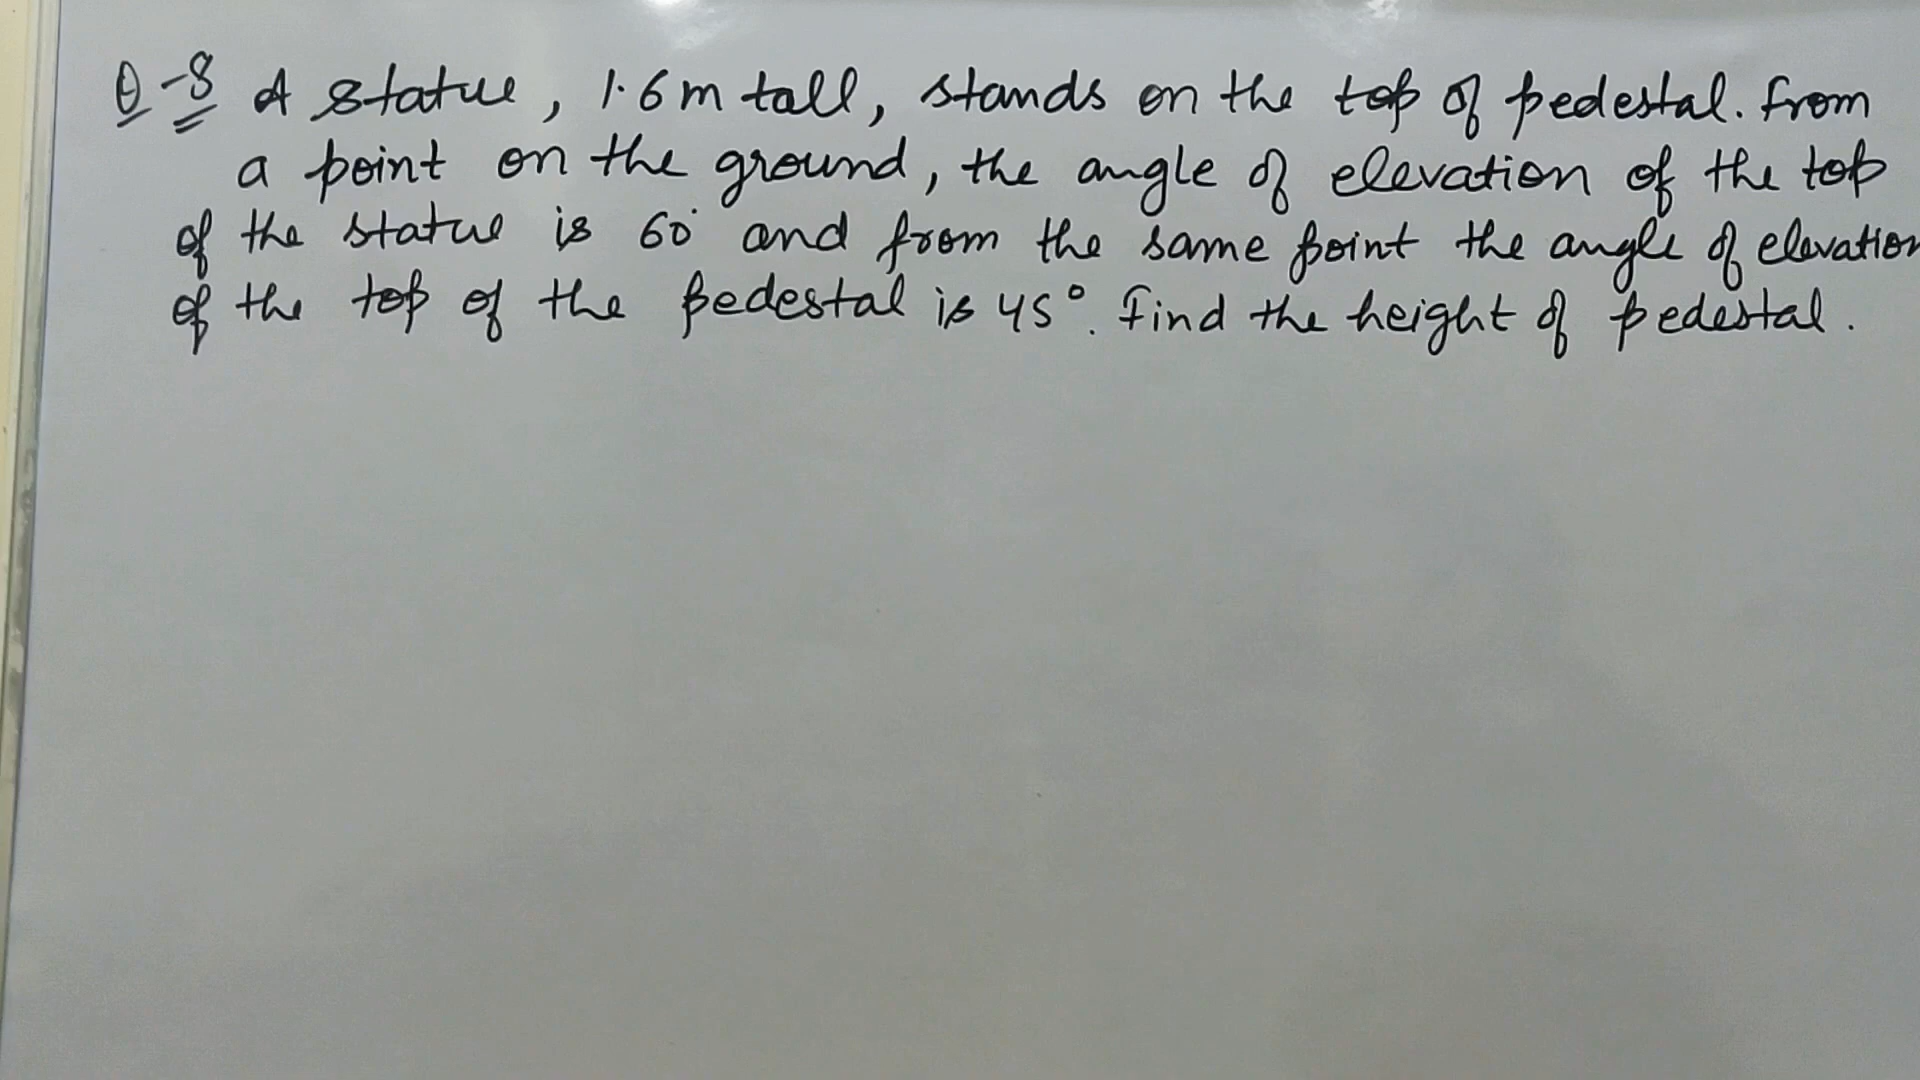 Q-8 A statue, 1.6m tall, stands on the top of pedestal. From
a point on the ground, the angle of elevation of the top
of the statue is 60° and from the same point the angle of elevation
of the top of the pedestal is 45°. Find the height of pedestal.